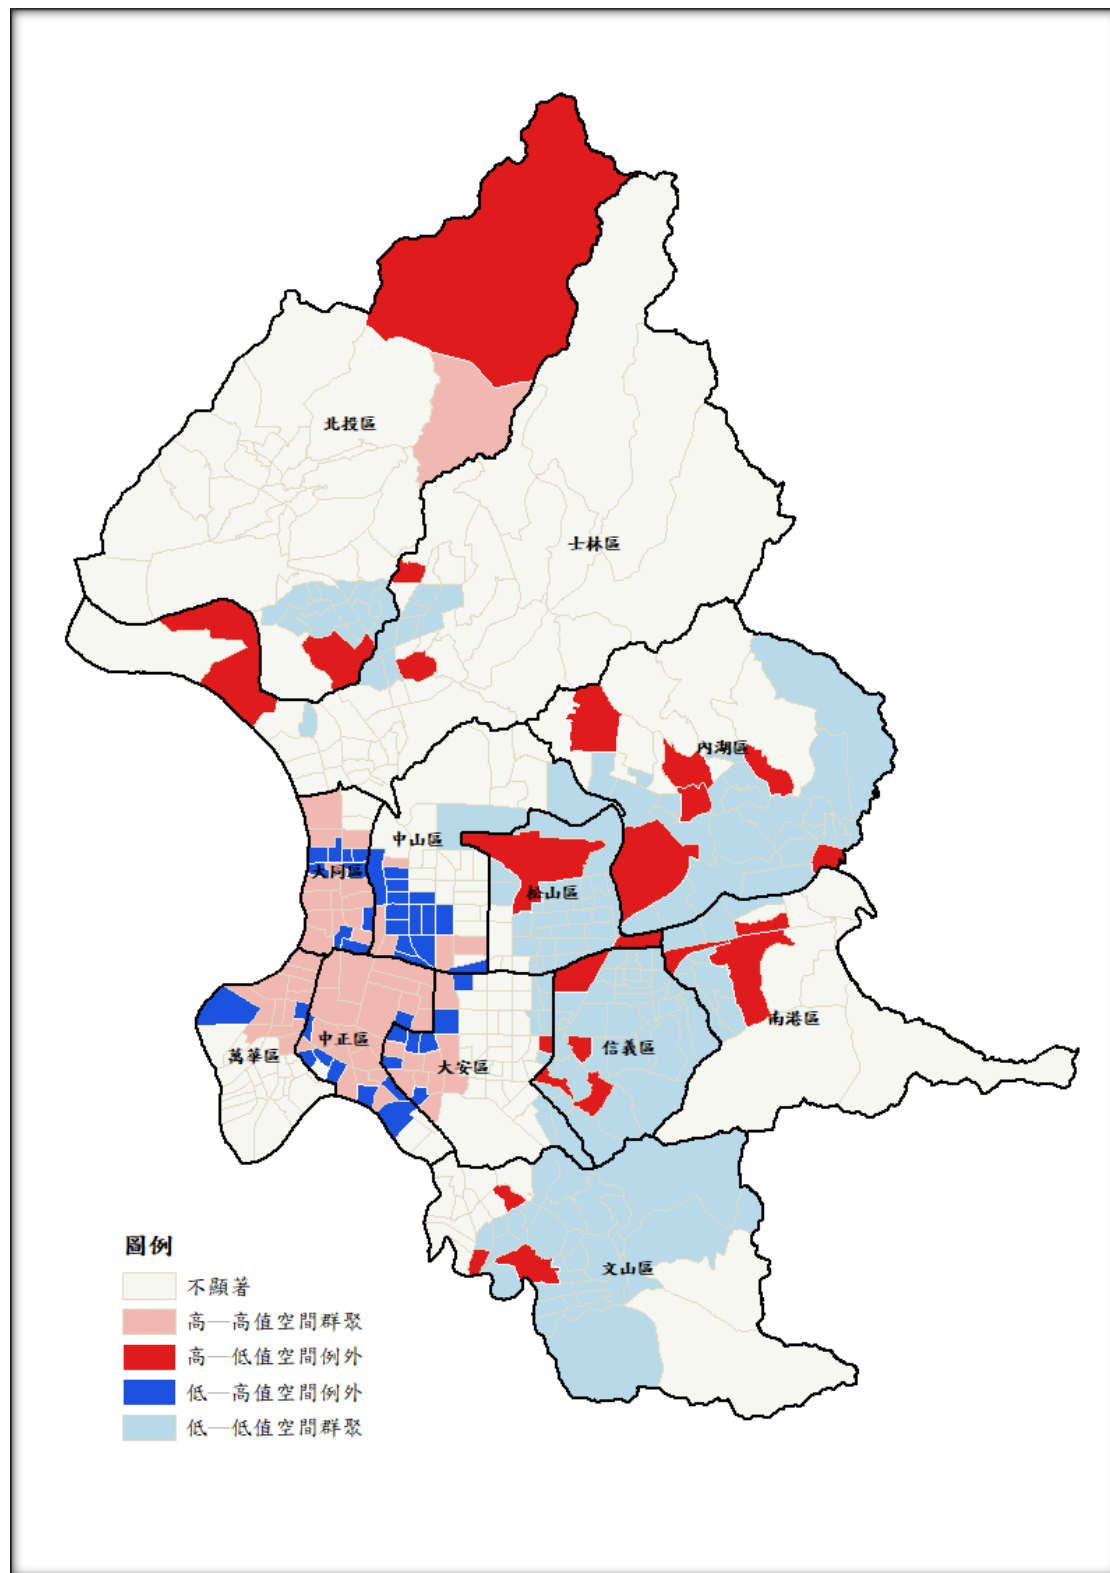 北投區
士林區
內湖區
中山區
大同區
松山區
南港區
信義區
中正區
萬華區
大安區
文山區
圖例
不顯著
高—高值空間群聚
高—低值空間例外
低—高值空間例外
低—低值空間群聚